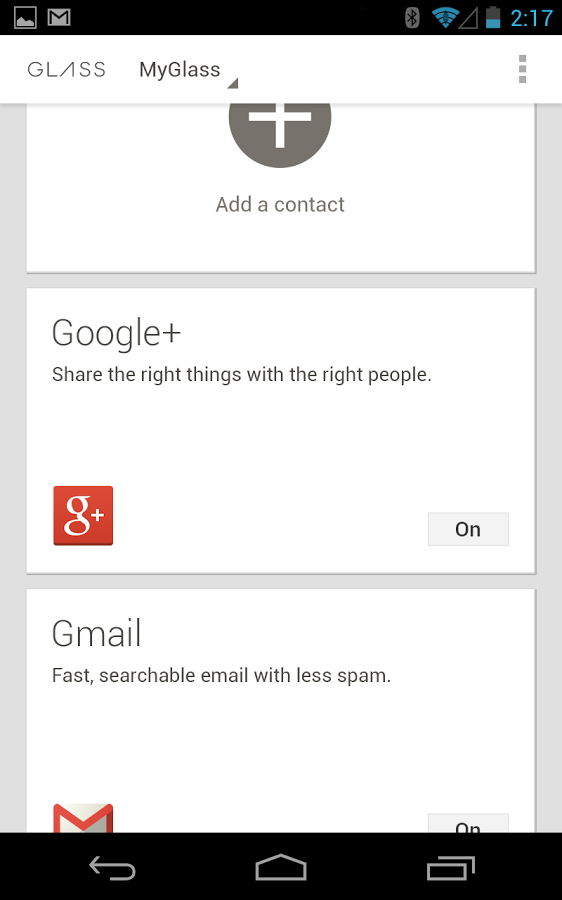 2:17
GLASS MyGlass
Add a contact
Google+
Share the right things with the right people.
g+
On
Gmail
Fast, searchable email with less spam.
On